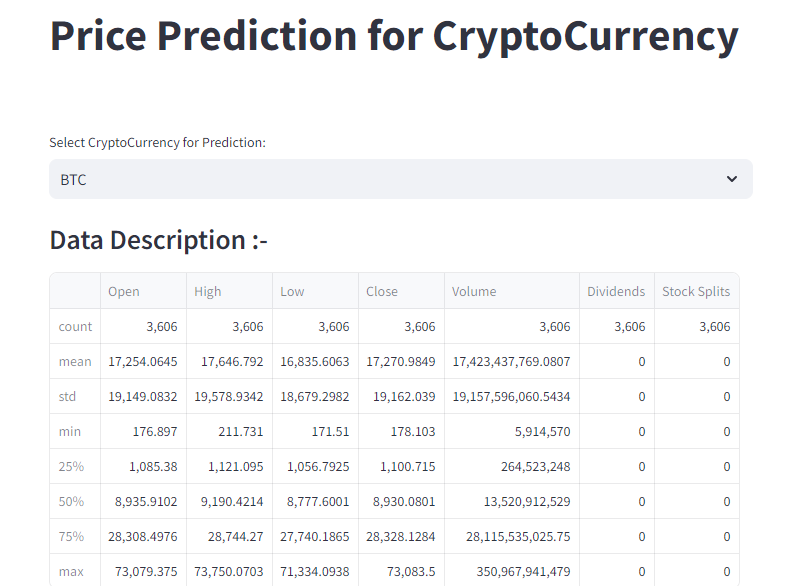 Price Prediction for CryptoCurrency
Select CryptoCurrency for Prediction:
BTC
Data Description :-
Open High Low Close Volume Dividends Stock Splits
count 3,606 3,606 3,606 3,606 3,606 3,606 3,606
mean 17,254.0645 17,646.792 16,835.6063 17,270.9849 17,423,437,769.0807 0 0
std 19,149.0832 19,578.9342 18,679.2982 19,162.039 19,157,596,060.5434 0 0
min 176.897 211.731 171.51 178.103 5,914,570 0 0
25% 1,085.38 1,121.095 1,056.7925 1,100.715 264,523,248 0 0
50% 8,935.9102 9,190.4214 8,777.6001 8,930.0801 13,520,912,529 0 0
75% 28,308.4976 28,744.27 27,740.1865 28,328.1284 28,115,535,025.75 0 0
max 73,079.375 73,750.0703 71,334.0938 73,083.5 350,967,941,479 0 0